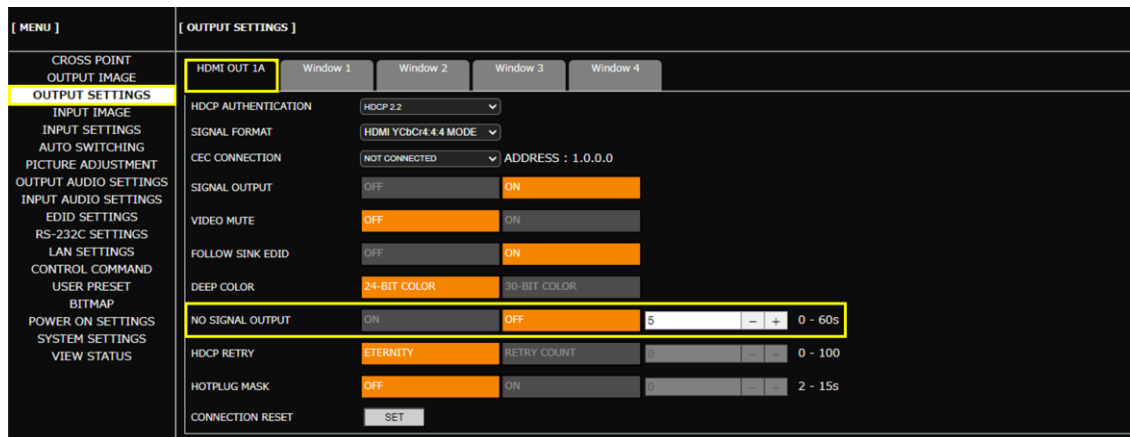 [ MENU ]
[ OUTPUT SETTINGS ]
CROSS POINT
OUTPUT IMAGE
OUTPUT SETTINGS
INPUT IMAGE
INPUT SETTINGS
AUTO SWITCHING
PICTURE ADJUSTMENT
OUTPUT AUDIO SETTINGS
INPUT AUDIO SETTINGS
EDID SETTINGS
RS-232C SETTINGS
LAN SETTINGS
CONTROL COMMAND
USER PRESET
BITMAP
POWER ON SETTINGS
SYSTEM SETTINGS
VIEW STATUS
HDMI OUT 1A Window 1 Window 2 Window 3 Window 4
HDCP AUTHENTICATION HDCP 2.2
SIGNAL FORMAT HDMI YCbCr4:4:4 MODE
CEC CONNECTION NOT CONNECTED ADDRESS : 1.0.0.0
SIGNAL OUTPUT OFF ON
VIDEO MUTE OFF ON
FOLLOW SINK EDID OFF ON
DEEP COLOR 24-BIT COLOR 30-BIT COLOR
NO SIGNAL OUTPUT ON OFF 5 - + 0 - 60s
HDCP RETRY ETERNITY RETRY COUNT 0 - + 0 - 100
HOTPLUG MASK OFF ON 0 - + 2 - 15s
CONNECTION RESET SET